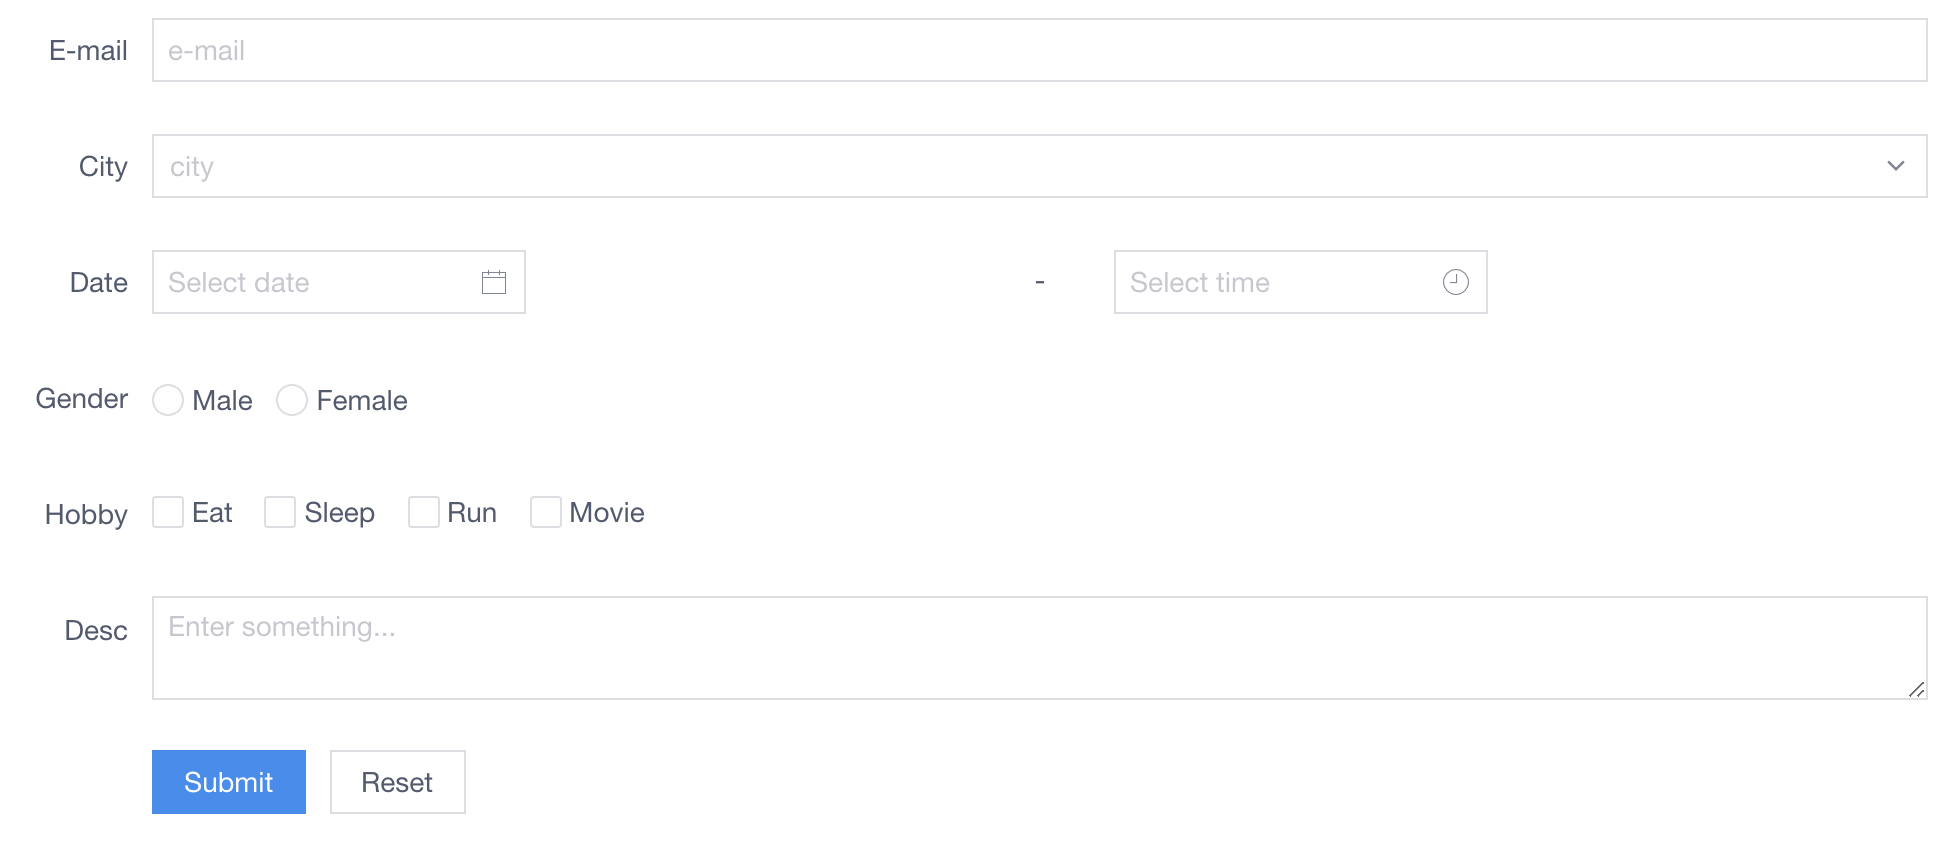 E-mail e-mail
City city
Date Select date - Select time
Gender Male Female
Hobby Eat Sleep Run Movie
Desc Enter something...
Submit Reset